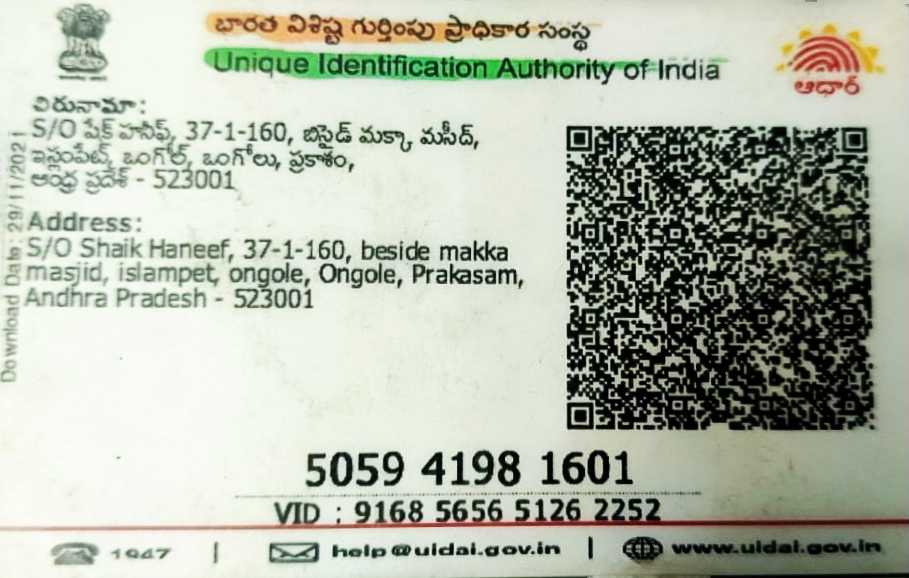 భారత విశిష్ట గుర్తింపు ప్రాధికార సంస్థ
Unique Identification Authority of India
ఆధార్
చిరునామా:
S/O షేక్ హనీఫ్, 37-1-160, బిసైడ్ మక్కా మసీద్,
ఇస్లంపేట్, ఒంగోల్, ఒంగోలు, ప్రకాశం,
ఆంధ్ర ప్రదేశ్ - 523001
Address:
S/O Shaik Haneef, 37-1-160, beside makka
masjid, islampet, ongole, Ongole, Prakasam,
Andhra Pradesh - 523001
Download Date: 29/11/2021
5059 4198 1601
VID : 9168 5656 5126 2252
1947 | help@uidai.gov.in | www.uidai.gov.in